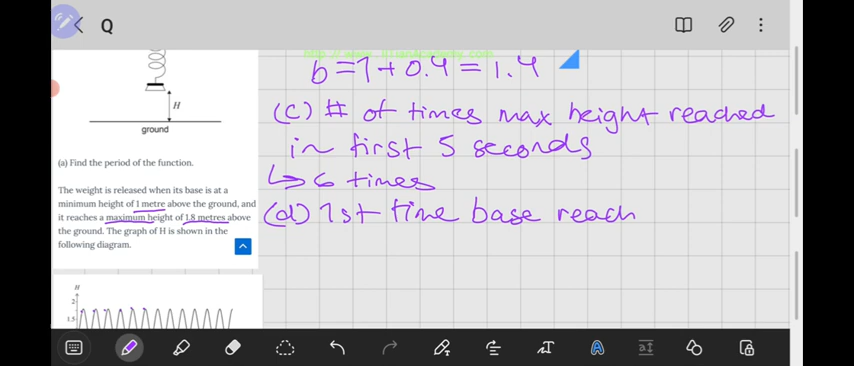 Q
H
ground
(a) Find the period of the function.
The weight is released when its base is at a
minimum height of 1 metre above the ground, and
it reaches a maximum height of 1.8 metres above
the ground. The graph of H is shown in the
following diagram.
H
2
1.5
b = 1 + 0.4 = 1.4
(c) # of times max height reached
in first 5 seconds
↳ 6 times
(d) 1st time base reach